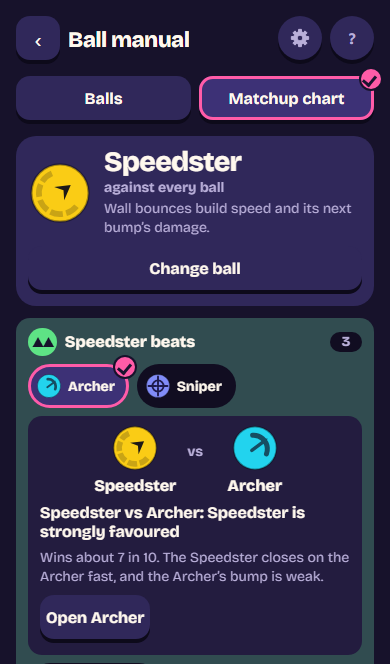 ‹ Ball manual ?
Balls
Matchup chart
Speedster
against every ball
Wall bounces build speed and its next
bump's damage.
Change ball
Speedster beats 3
Archer
Sniper
vs
Speedster Archer
Speedster vs Archer: Speedster is
strongly favoured
Wins about 7 in 10. The Speedster closes on the
Archer fast, and the Archer's bump is weak.
Open Archer